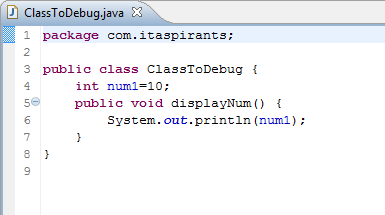 ClassToDebug.java
1 package com.itaspirants;
2
3 public class ClassToDebug {
4     int num1=10;
5     public void displayNum() {
6         System.out.println(num1);
7     }
8 }
9